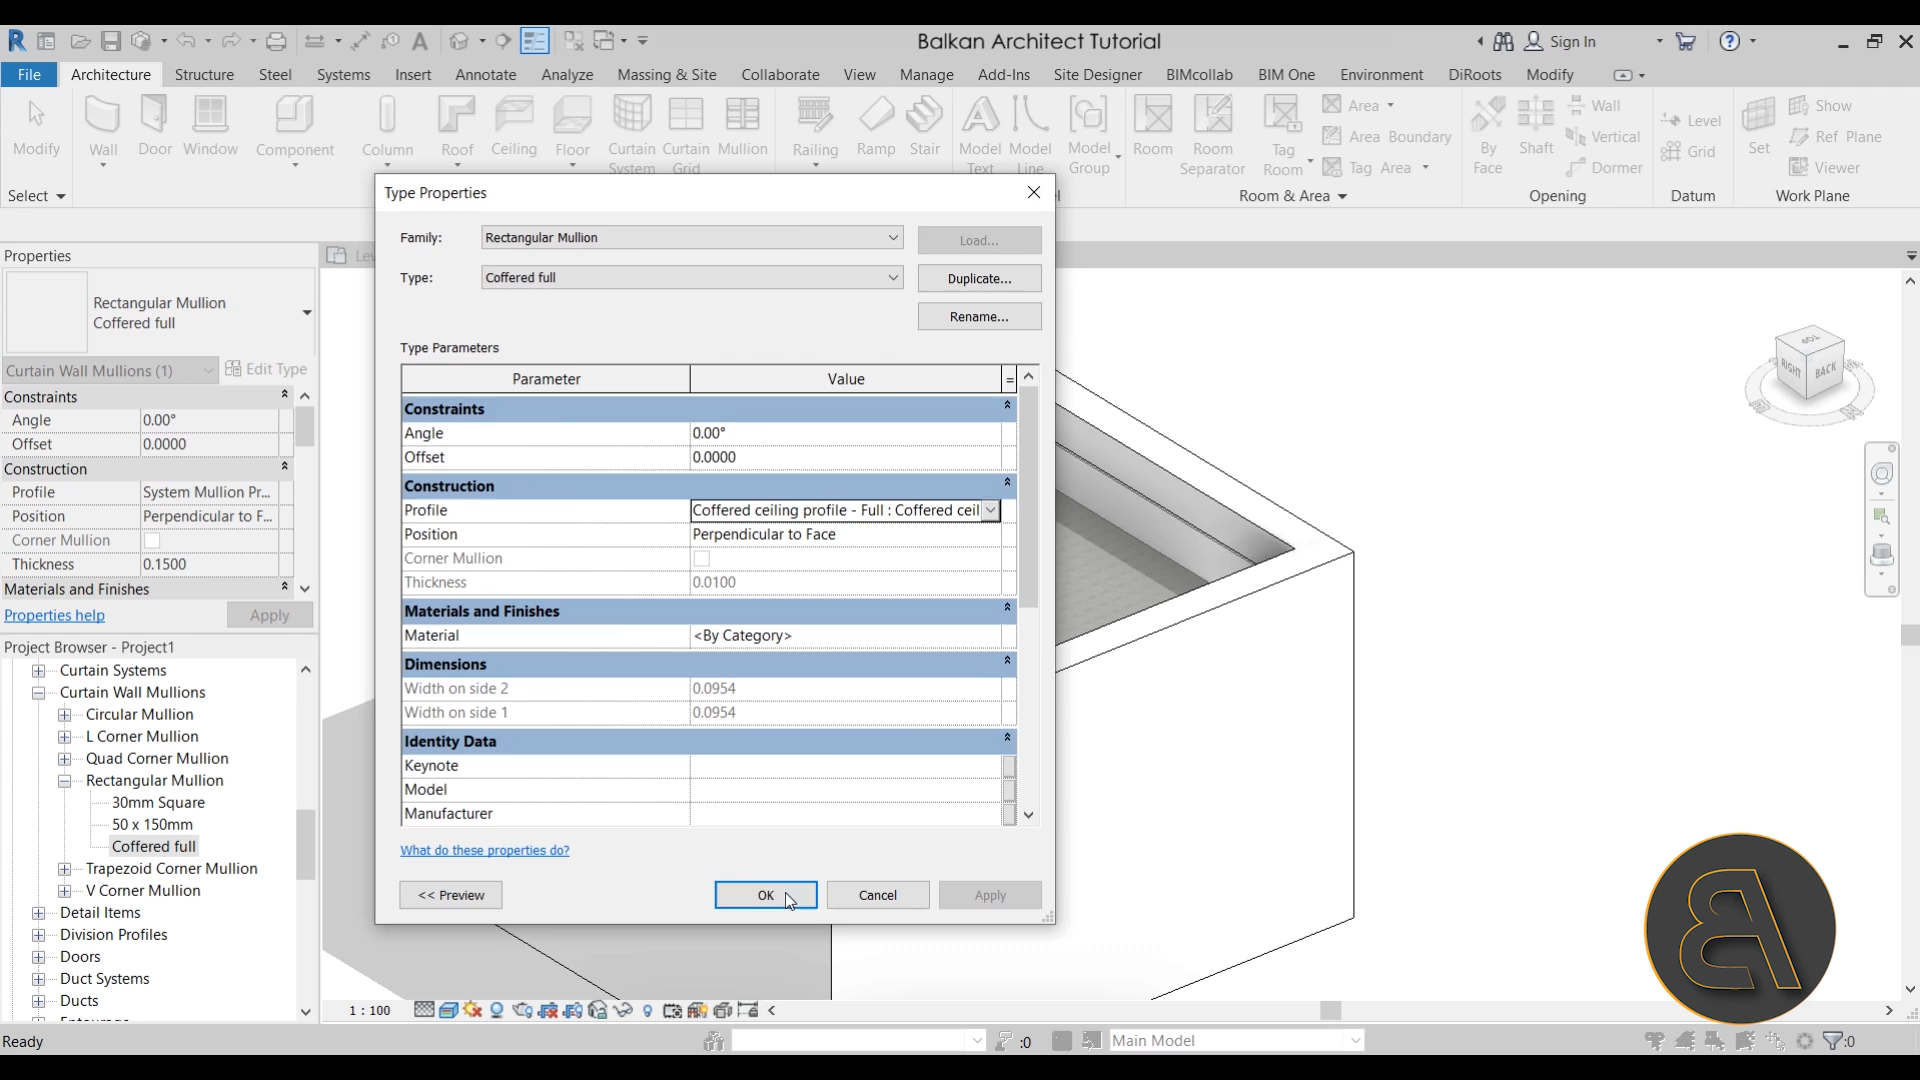 Balkan Architect Tutorial
Sign In
File Architecture Structure Steel Systems Insert Annotate Analyze Massing & Site Collaborate View Manage Add-Ins Site Designer BIMcollab BIM One Environment DiRoots Modify
Modify Wall Door Window Component Column Roof Ceiling Floor Curtain System Curtain Grid Mullion Railing Ramp Stair Model Text Model Line Model Group Room Room Separator Tag Room
Area
Area Boundary
Tag Area
By Face Shaft
Wall
Vertical
Dormer
Level
Grid
Set
Show
Ref Plane
Viewer
Select Room & Area Opening Datum Work Plane
Properties
Rectangular Mullion
Coffered full
Curtain Wall Mullions (1) Edit Type
Constraints
Angle 0.00°
Offset 0.0000
Construction
Profile System Mullion Pr...
Position Perpendicular to F...
Corner Mullion
Thickness 0.1500
Materials and Finishes
Properties help Apply
Project Browser - Project1
Curtain Systems
Curtain Wall Mullions
Circular Mullion
L Corner Mullion
Quad Corner Mullion
Rectangular Mullion
30mm Square
50 x 150mm
Coffered full
Trapezoid Corner Mullion
V Corner Mullion
Detail Items
Division Profiles
Doors
Duct Systems
Ducts
Type Properties
Family: Rectangular Mullion Load...
Type: Coffered full Duplicate...
Rename...
Type Parameters
Parameter Value =
Constraints
Angle 0.00°
Offset 0.0000
Construction
Profile Coffered ceiling profile - Full : Coffered ceil
Position Perpendicular to Face
Corner Mullion
Thickness 0.0100
Materials and Finishes
Material <By Category>
Dimensions
Width on side 2 0.0954
Width on side 1 0.0954
Identity Data
Keynote
Model
Manufacturer
What do these properties do?
<< Preview OK Cancel Apply
TOP
RIGHT BACK
1 : 100
Ready :0 Main Model :0